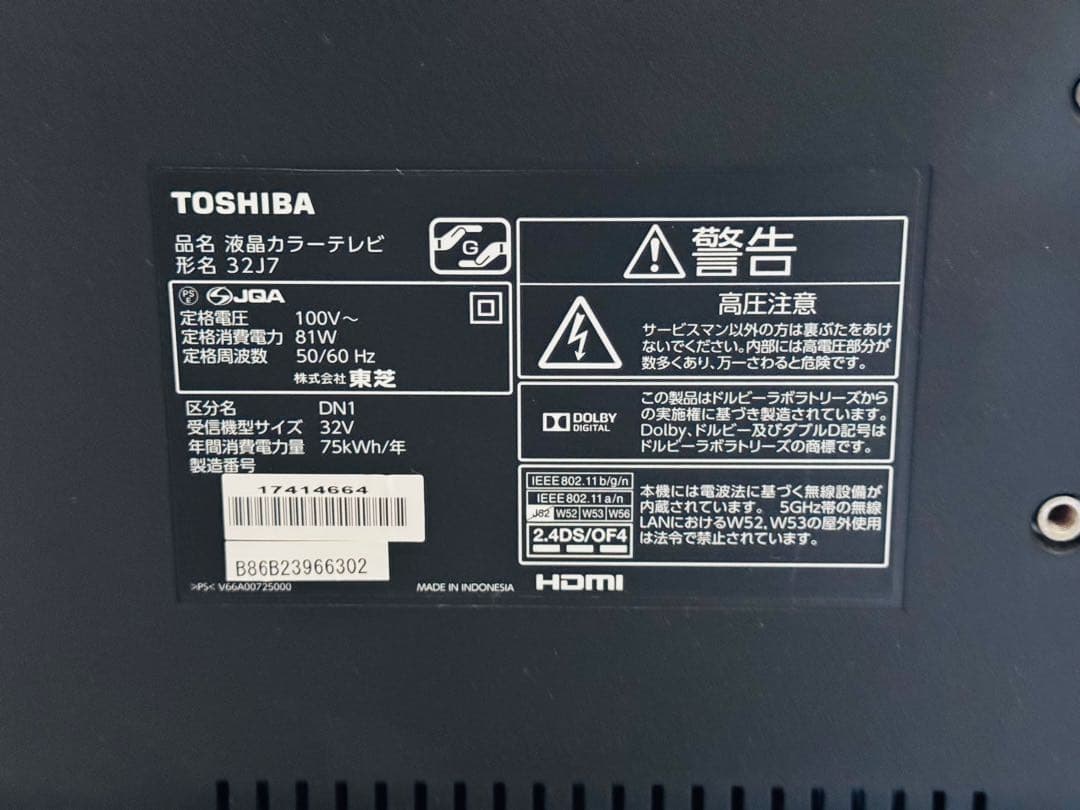 TOSHIBA
品名 液晶カラーテレビ
形名 32J7
G
PS E JQA
定格電圧 100V～
定格消費電力 81W
定格周波数 50/60 Hz
株式会社 東芝
区分名 DN1
受信機型サイズ 32V
年間消費電力量 75kWh/年
製造番号
17414664
B86B23966302
>PS< V66A00725000
MADE IN INDONESIA
警告
高圧注意
サービスマン以外の方は裏ぶたをあけ
ないでください。内部には高電圧部分が
数多くあり、万一さわると危険です。
DOLBY
DIGITAL
この製品はドルビーラボラトリーズから
の実施権に基づき製造されています。
Dolby、ドルビー及びダブルD記号は
ドルビーラボラトリーズの商標です。
IEEE802.11b/g/n
IEEE802.11a/n
J52 W52 W53 W56
2.4DS/OF4
本機には電波法に基づく無線設備が
内蔵されています。 5GHz帯の無線
LANにおけるW52、W53の屋外使用
は法令で禁止されています。
HDMI